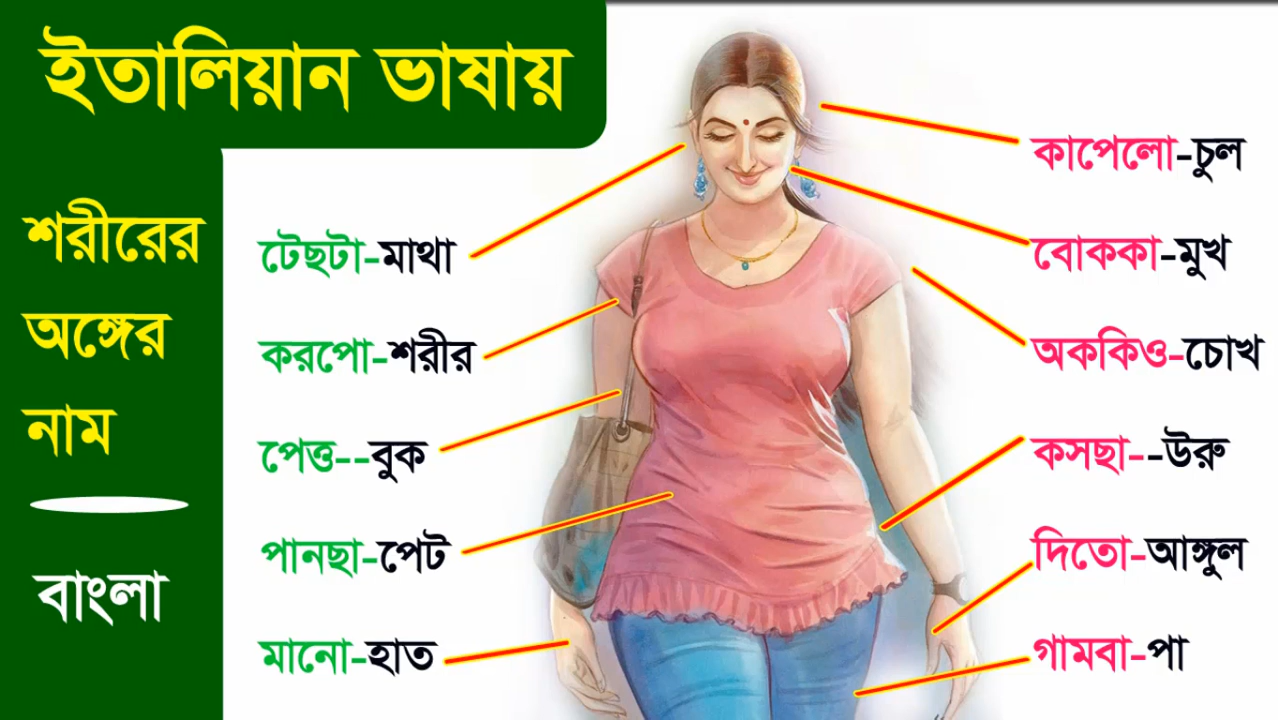 ইতালিয়ান ভাষায়
শরীরের
অঙ্গের
নাম
বাংলা
টেছটা-মাথা
করপো-শরীর
পেত্ত--বুক
পানছা-পেট
মানো-হাত
কাপেলো-চুল
বোককা-মুখ
অককিও-চোখ
কসছা--উরু
দিতো-আঙ্গুল
গামবা-পা